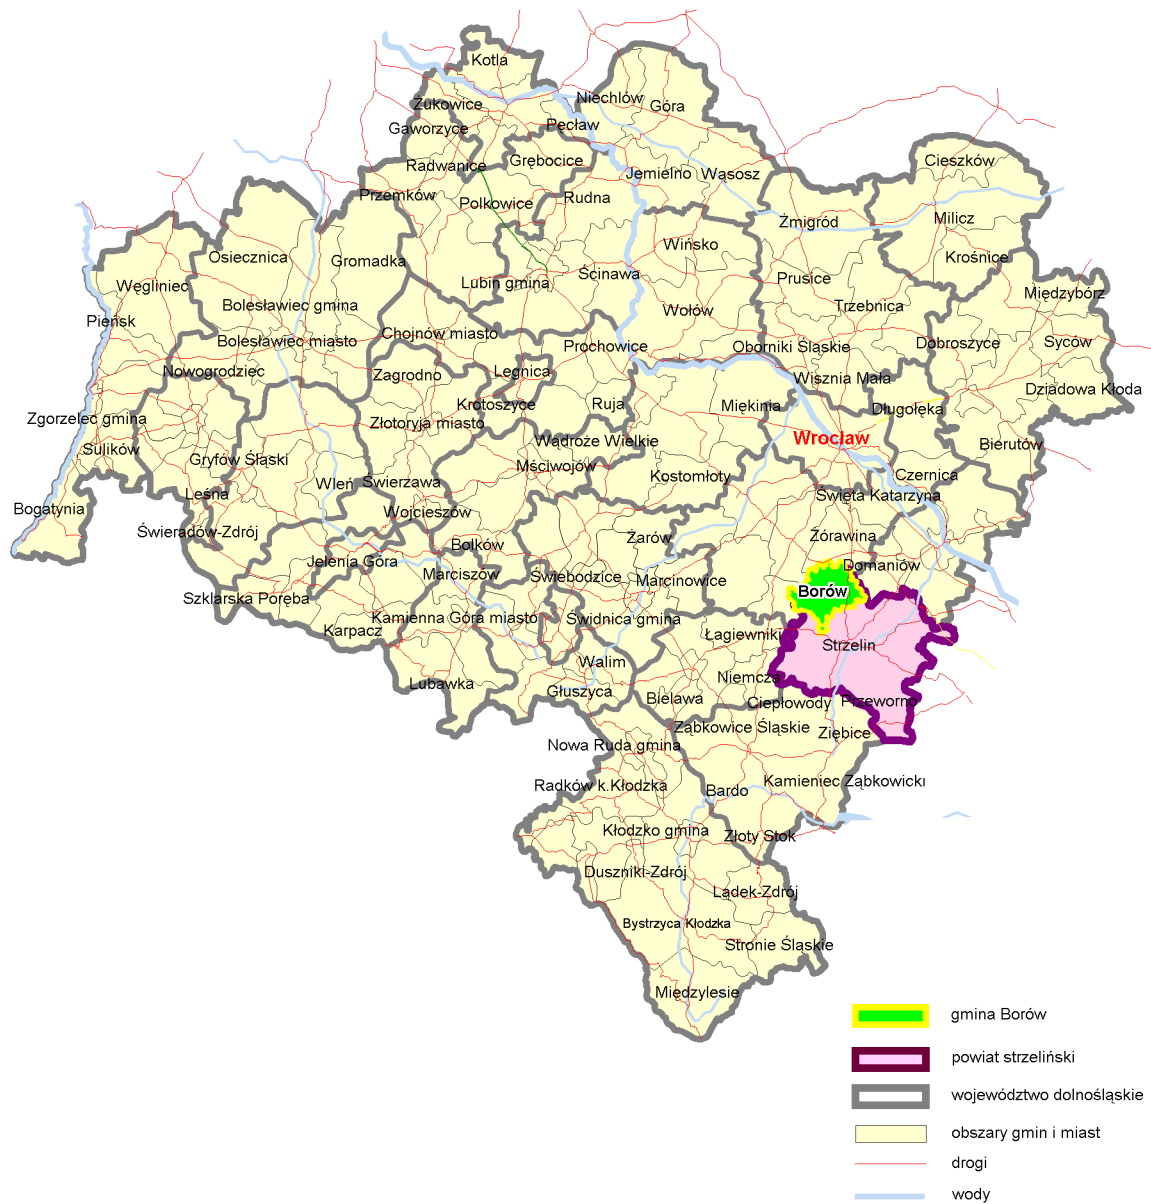 Kotla
Niechlów
Góra
Żukowice
Pecław
Gaworzyce
Grębocice
Radwanice
Cieszków
Jemielno
Wąsosz
Przemków
Rudna
Polkowice
Milicz
Żmigród
Wińsko
Osiecznica
Gromadka
Krośnice
Ścinawa
Prusice
Węgliniec
Lubin gmina
Międzybórz
Bolesławiec gmina
Trzebnica
Wołów
Pieńsk
Chojnów miasto
Bolesławiec miasto
Prochowice
Oborniki Śląskie
Dobroszyce
Syców
Nowogrodziec
Zagrodno
Legnica
Wisznia Mała
Dziadowa Kłoda
Krotoszyce
Ruja
Miękinia
Długołęka
Zgorzelec gmina
Złotoryja miasto
Wrocław
Wądroże Wielkie
Bierutów
Sulików
Gryfów Śląski
Mściwojów
Kostomłoty
Czernica
Wleń
Świerzawa
Leśna
Święta Katarzyna
Bogatynia
Wojcieszów
Świeradów-Zdrój
Żarów
Żórawina
Bolków
Jelenia Góra
Domaniów
Marciszów
Świebodzice
Marcinowice
Borów
Szklarska Poręba
Kamienna Góra miasto
Świdnica gmina
Karpacz
Łagiewniki
Strzelin
Walim
Niemcza
Lubawka
Głuszyca
Bielawa
Ciepłowody
Przeworno
Ząbkowice Śląskie
Ziębice
Nowa Ruda gmina
Radków k.Kłodzka
Bardo
Kamieniec Ząbkowicki
Kłodzko gmina
Złoty Stok
Duszniki-Zdrój
Lądek-Zdrój
Bystrzyca Kłodzka
Stronie Śląskie
Międzylesie
gmina Borów
powiat strzeliński
województwo dolnośląskie
obszary gmin i miast
drogi
wody